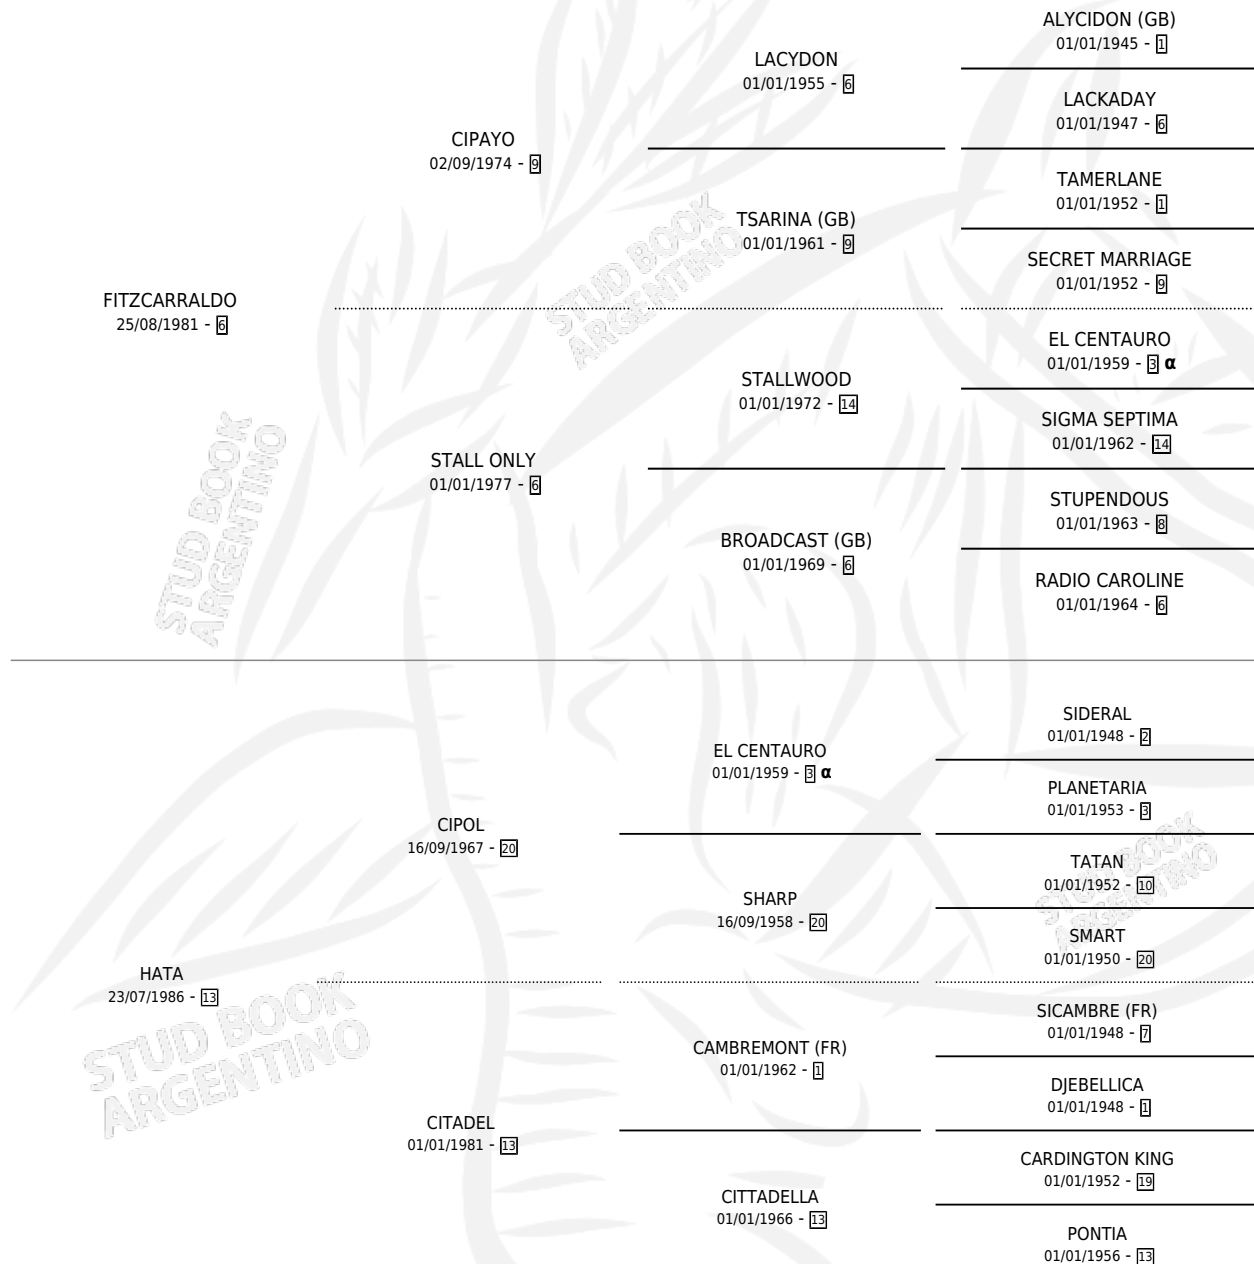 ALYCIDON (GB)
01/01/1945 - 1
LACYDON
01/01/1955 - 6
LACKADAY
01/01/1947 - 6
CIPAYO
02/09/1974 - 9
TAMERLANE
01/01/1952 - 1
TSARINA (GB)
01/01/1961 - 9
SECRET MARRIAGE
01/01/1952 - 9
FITZCARRALDO
25/08/1981 - 6
EL CENTAURO
01/01/1959 - 3 α
STALLWOOD
01/01/1972 - 14
SIGMA SEPTIMA
01/01/1962 - 14
STALL ONLY
01/01/1977 - 6
STUPENDOUS
01/01/1963 - 8
BROADCAST (GB)
01/01/1969 - 6
RADIO CAROLINE
01/01/1964 - 6
STUD BOOK
ARGENTINO
STUD BOOK
ARGENTINO
SIDERAL
01/01/1948 - 2
EL CENTAURO
01/01/1959 - 3 α
PLANETARIA
01/01/1953 - 3
CIPOL
16/09/1967 - 20
TATAN
01/01/1952 - 10
SHARP
16/09/1958 - 20
SMART
01/01/1950 - 20
HATA
23/07/1986 - 13
SICAMBRE (FR)
01/01/1948 - 7
CAMBREMONT (FR)
01/01/1962 - 1
DJEBELLICA
01/01/1948 - 1
CITADEL
01/01/1981 - 13
CARDINGTON KING
01/01/1952 - 19
CITTADELLA
01/01/1966 - 13
PONTIA
01/01/1956 - 13
STUD BOOK
ARGENTINO
STUD BOOK
ARGENTINO